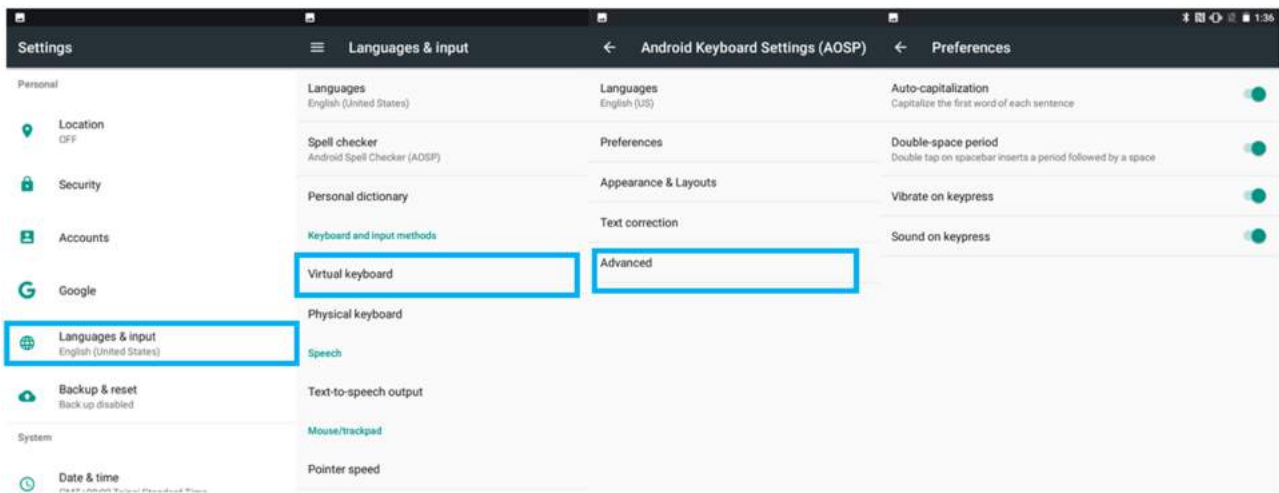 Settings
Personal
Location
OFF
Security
Accounts
Google
Languages & input
English (United States)
Backup & reset
Back up disabled
System
Date & time
Languages & input
Languages
English (United States)
Spell checker
Android Spell Checker (AOSP)
Personal dictionary
Keyboard and input methods
Virtual keyboard
Physical keyboard
Speech
Text-to-speech output
Mouse/trackpad
Pointer speed
Android Keyboard Settings (AOSP)
Languages
English (US)
Preferences
Appearance & Layouts
Text correction
Advanced
1:36
Preferences
Auto-capitalization
Capitalize the first word of each sentence
Double-space period
Double tap on spacebar inserts a period followed by a space
Vibrate on keypress
Sound on keypress